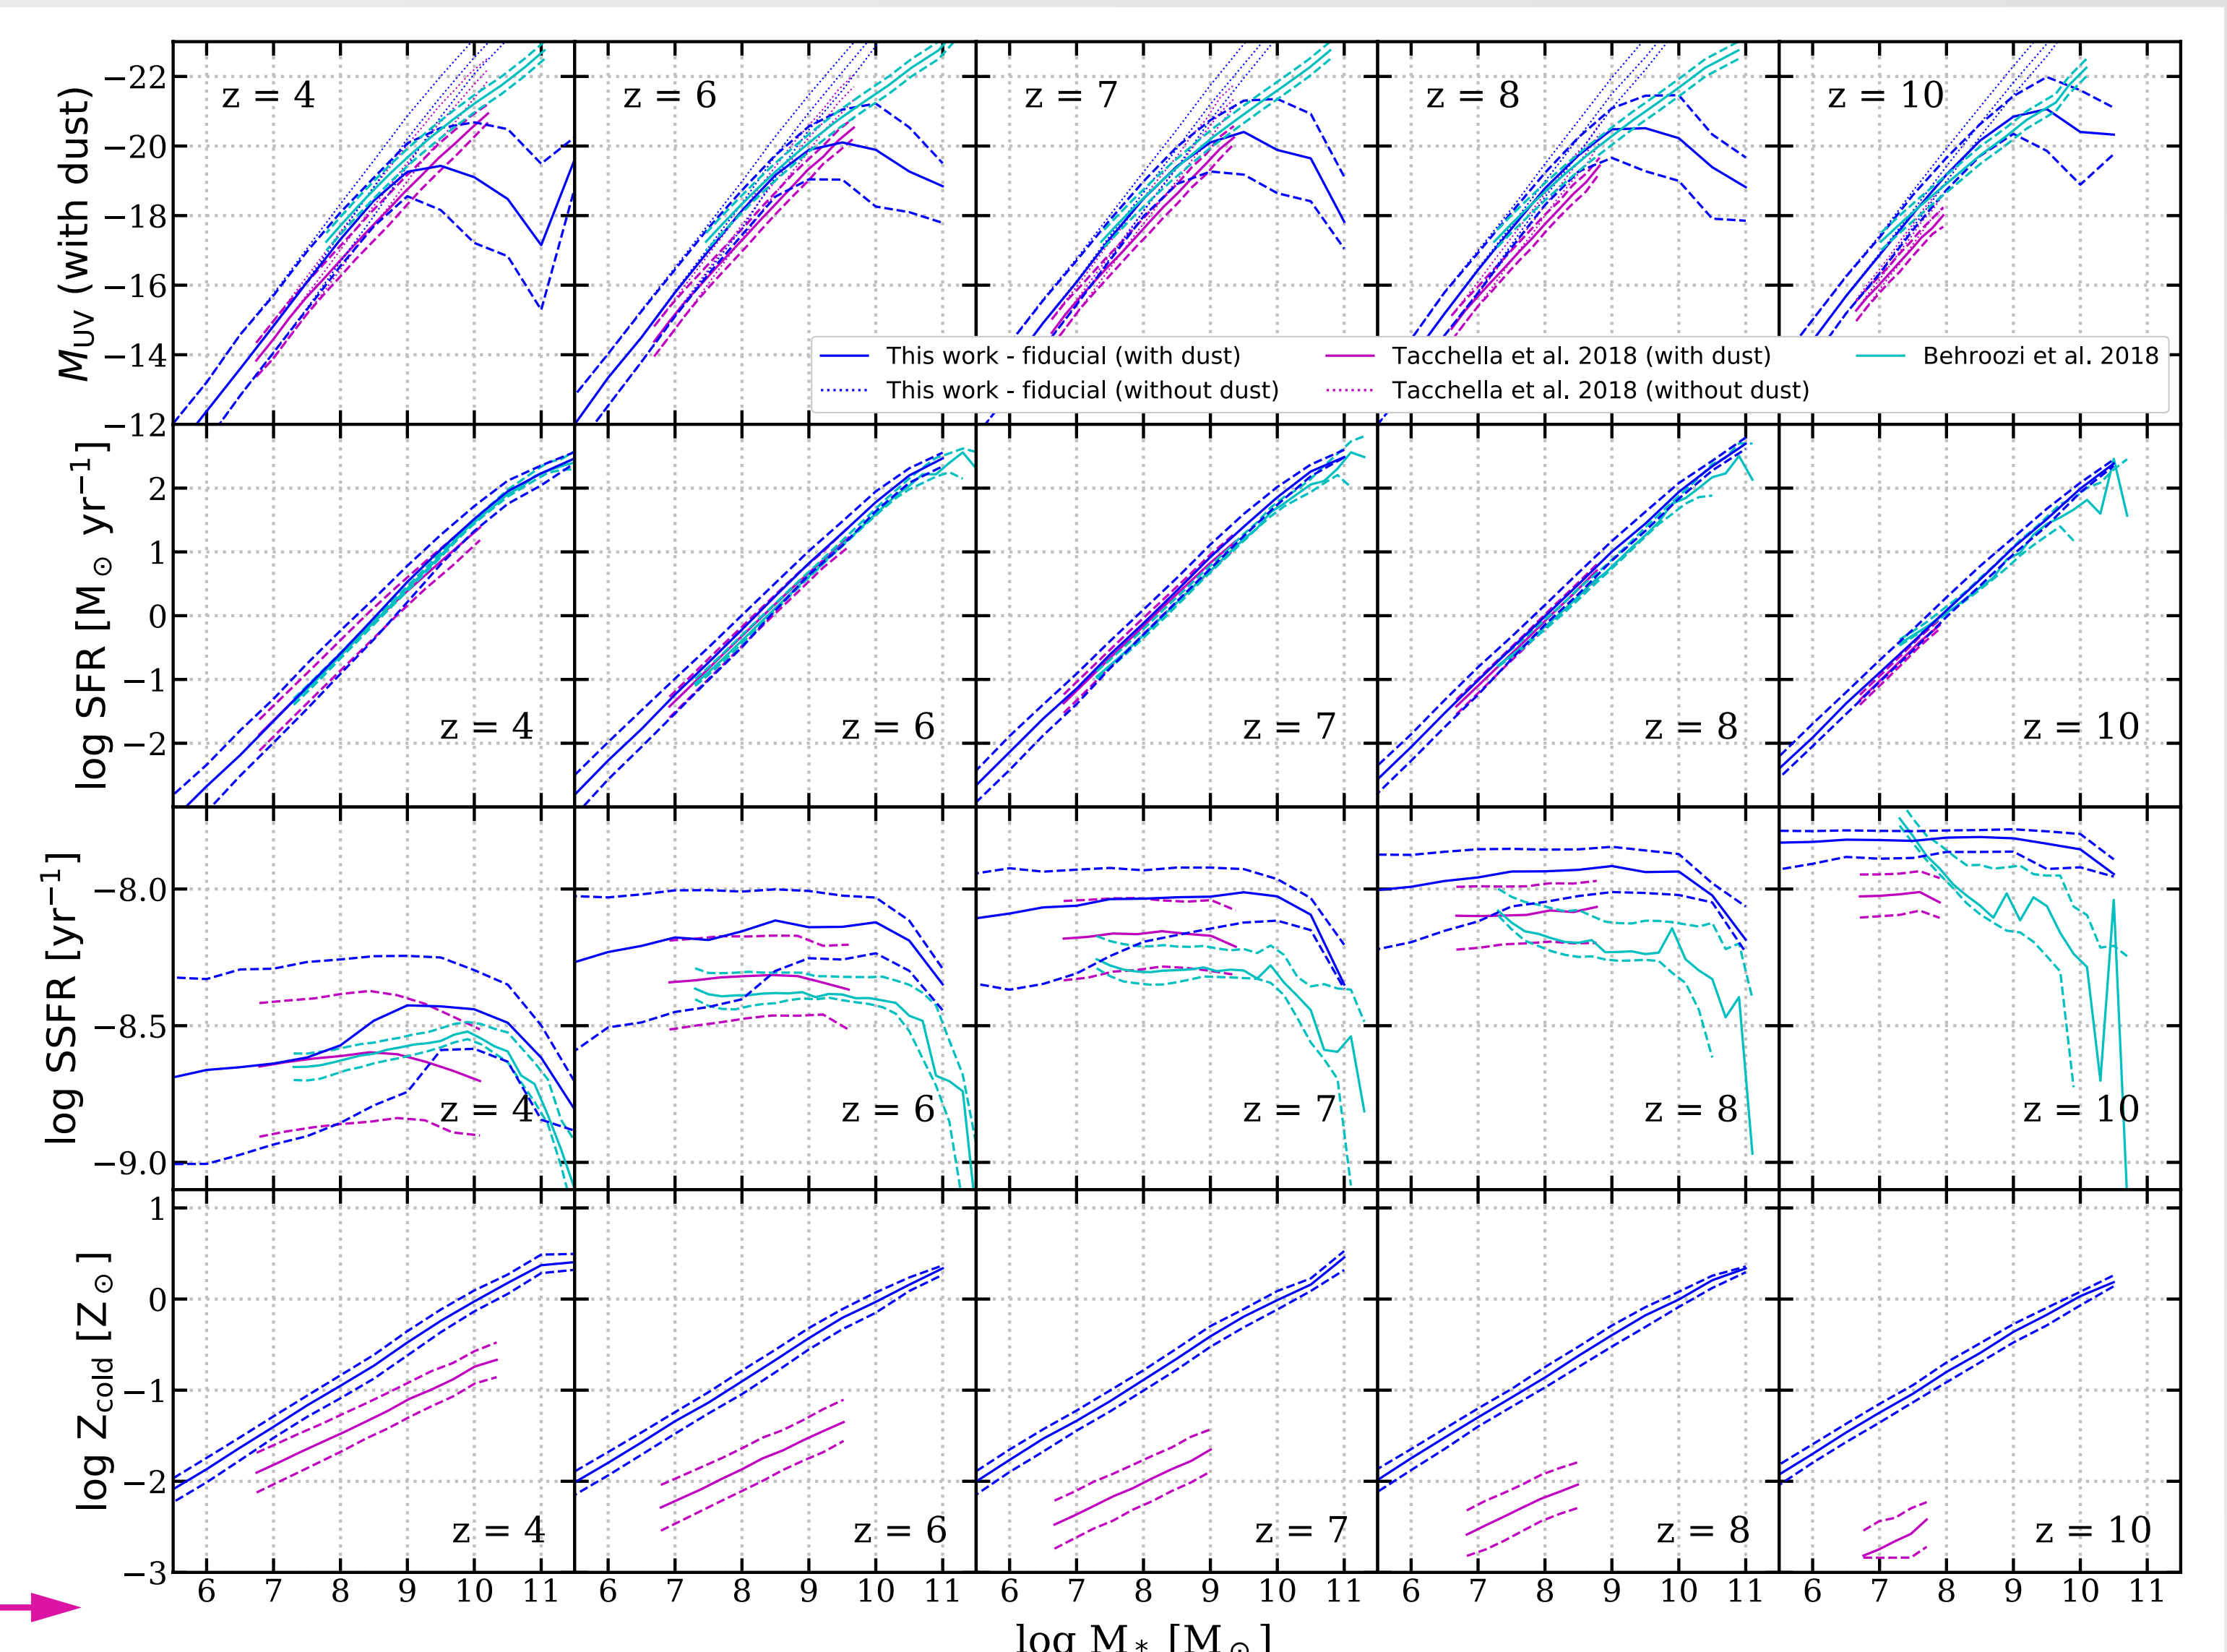 z = 4 z = 6 z = 7 z = 8 z = 10
−22
−20
−18
−16
−14
−12
M_UV (with dust)
This work - fiducial (with dust) Tacchella et al. 2018 (with dust) Behroozi et al. 2018
This work - fiducial (without dust) Tacchella et al. 2018 (without dust)
2
1
0
−1
−2
log SFR [M⊙ yr⁻¹]
z = 4 z = 6 z = 7 z = 8 z = 10
−8.0
−8.5
−9.0
log SSFR [yr⁻¹]
z = 4 z = 6 z = 7 z = 8 z = 10
1
0
−1
−2
−3
log Z_cold [Z⊙]
z = 4 z = 6 z = 7 z = 8 z = 10
6 7 8 9 10 11 6 7 8 9 10 11 6 7 8 9 10 11 6 7 8 9 10 11 6 7 8 9 10 11
log M* [M⊙]